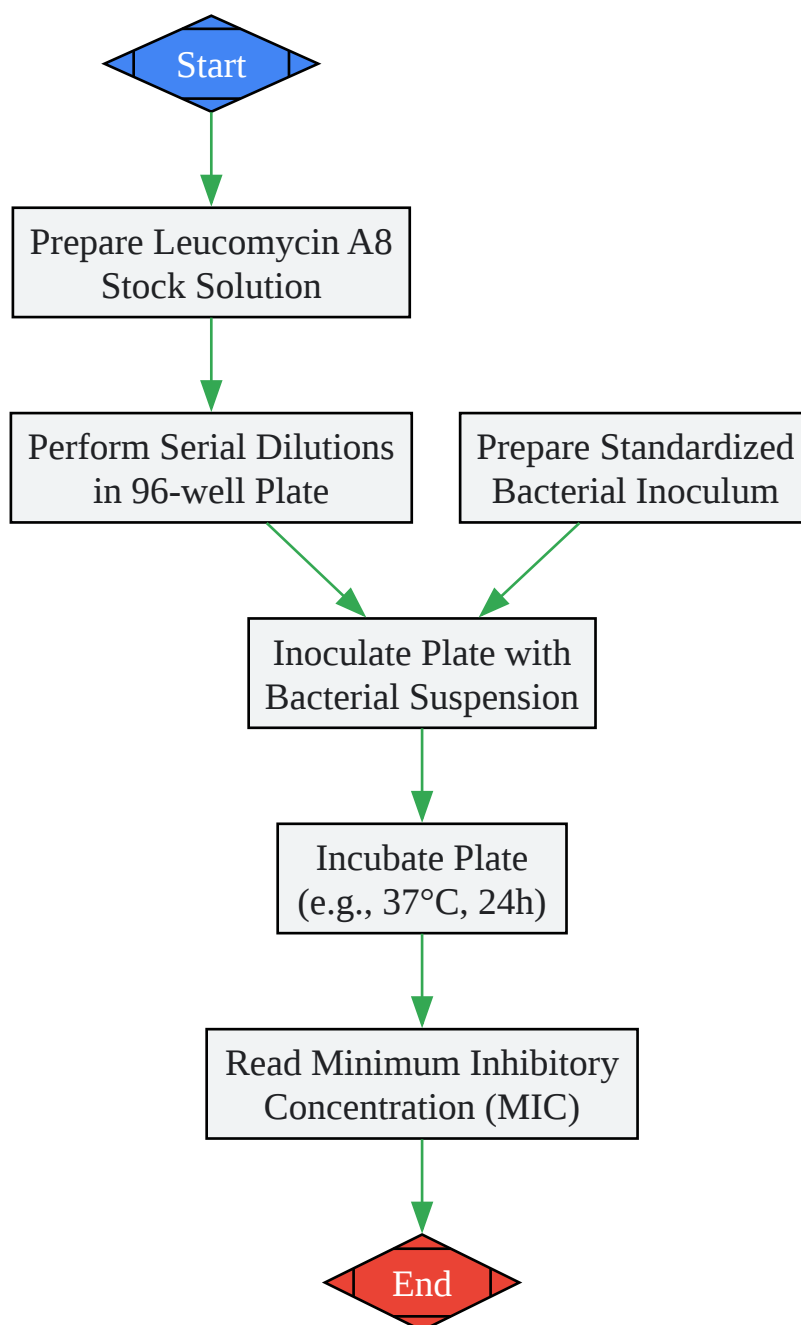 Start
Prepare Leucomycin A8
Stock Solution
Perform Serial Dilutions
in 96-well Plate
Prepare Standardized
Bacterial Inoculum
Inoculate Plate with
Bacterial Suspension
Incubate Plate
(e.g., 37°C, 24h)
Read Minimum Inhibitory
Concentration (MIC)
End